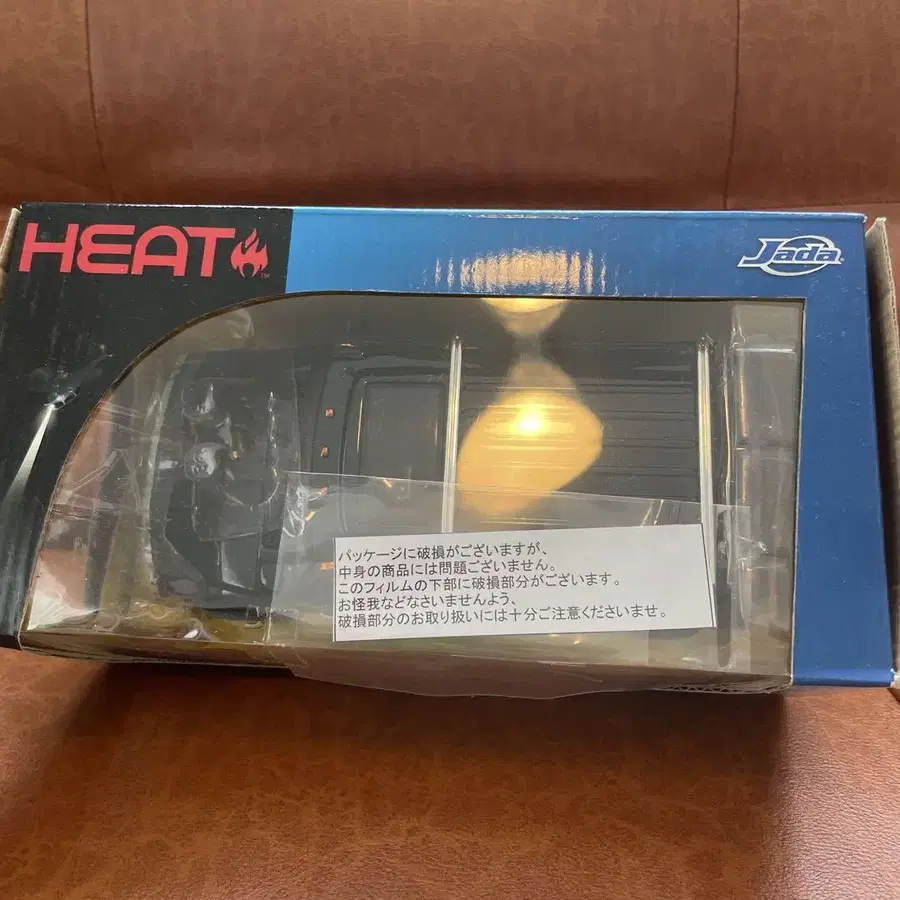 HEAT
TM
Jada
パッケージに破損がございますが、
中身の商品には問題ございません。
このフィルムの下部に破損部分がございます。
お怪我などなさいませんよう、
破損部分のお取り扱いには十分ご注意くださいませ。